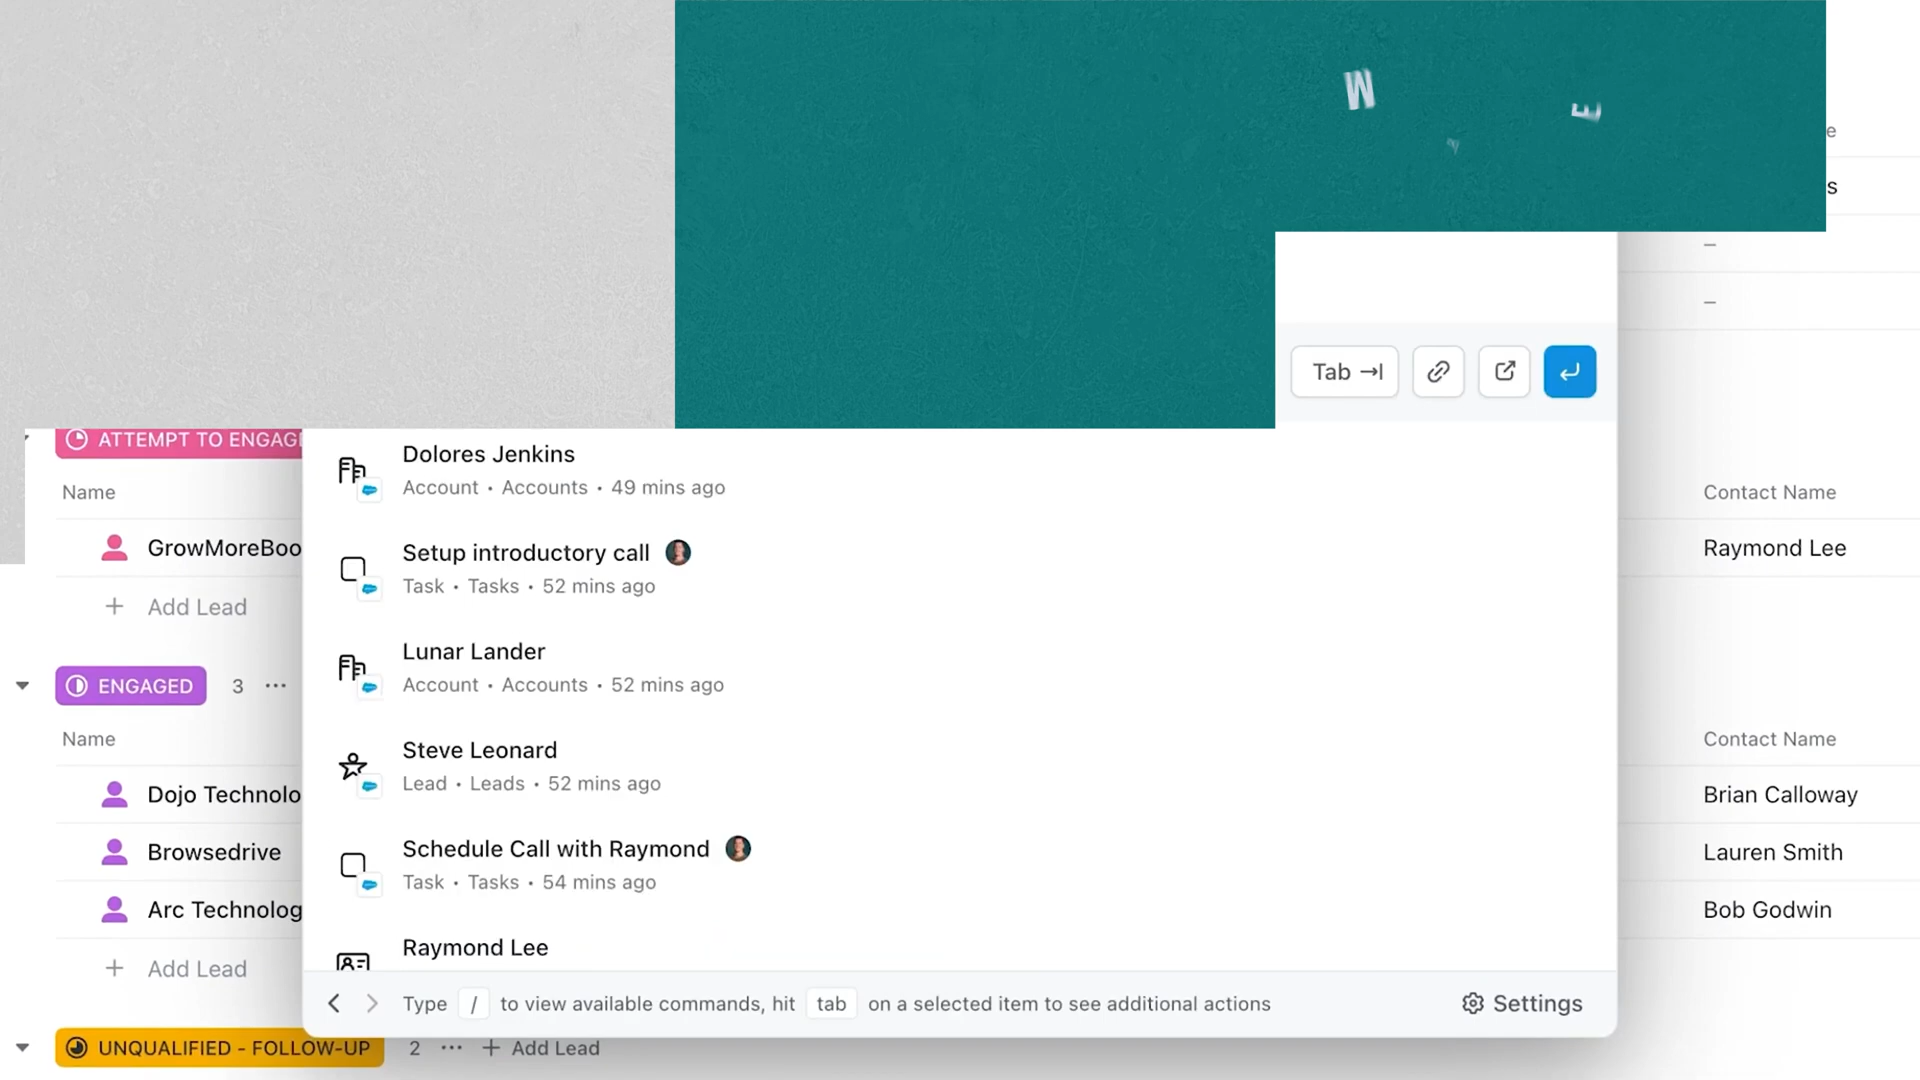 W
E
e
s
–
–
Tab
ATTEMPT TO ENGAGE
Name
GrowMoreBoo
Add Lead
ENGAGED 3 ...
Name
Dojo Technolo
Browsedrive
Arc Technolog
Add Lead
UNQUALIFIED - FOLLOW-UP 2 ... + Add Lead
Dolores Jenkins
Account • Accounts • 49 mins ago
Setup introductory call
Task • Tasks • 52 mins ago
Lunar Lander
Account • Accounts • 52 mins ago
Steve Leonard
Lead • Leads • 52 mins ago
Schedule Call with Raymond
Task • Tasks • 54 mins ago
Raymond Lee
Type / to view available commands, hit tab on a selected item to see additional actions
Settings
Contact Name
Raymond Lee
Contact Name
Brian Calloway
Lauren Smith
Bob Godwin